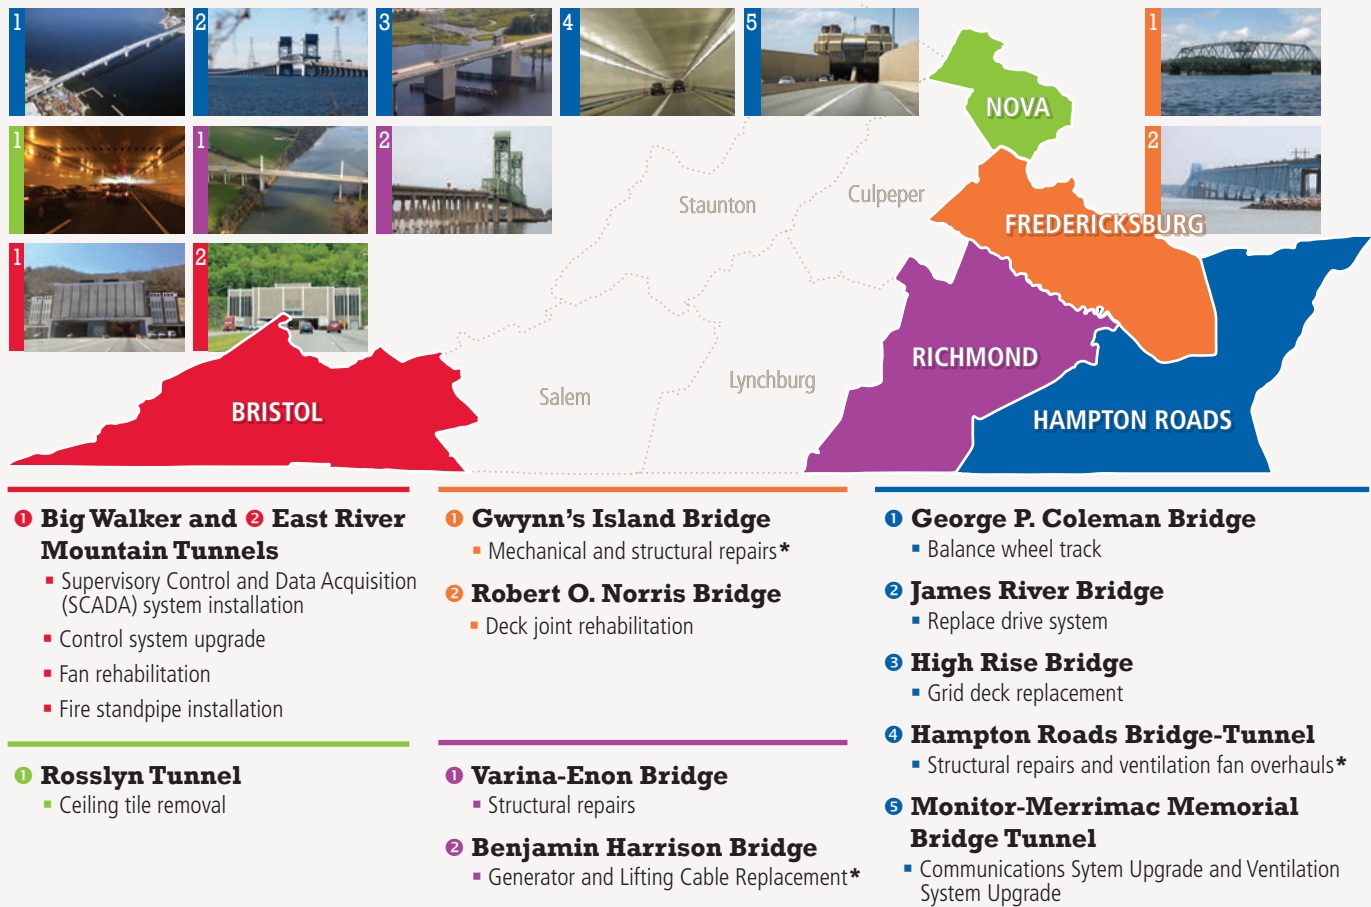 1
2
3
4
5
1
1
1
2
2
1
2
NOVA
Staunton
Culpeper
FREDERICKSBURG
RICHMOND
Salem
Lynchburg
BRISTOL
HAMPTON ROADS
1 Big Walker and 2 East River
Mountain Tunnels
▪ Supervisory Control and Data Acquisition
(SCADA) system installation
▪ Control system upgrade
▪ Fan rehabilitation
▪ Fire standpipe installation
1 Rosslyn Tunnel
▪ Ceiling tile removal
1 Gwynn's Island Bridge
▪ Mechanical and structural repairs*
2 Robert O. Norris Bridge
▪ Deck joint rehabilitation
1 Varina-Enon Bridge
▪ Structural repairs
2 Benjamin Harrison Bridge
▪ Generator and Lifting Cable Replacement*
1 George P. Coleman Bridge
▪ Balance wheel track
2 James River Bridge
▪ Replace drive system
3 High Rise Bridge
▪ Grid deck replacement
4 Hampton Roads Bridge-Tunnel
▪ Structural repairs and ventilation fan overhauls*
5 Monitor-Merrimac Memorial
Bridge Tunnel
▪ Communications Sytem Upgrade and Ventilation
System Upgrade